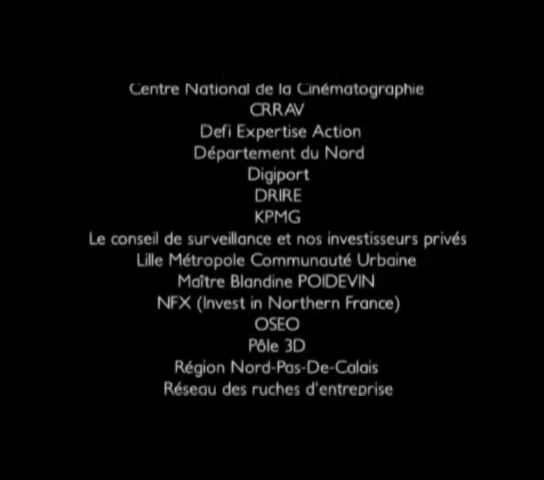 Centre National de la Cinématographie
CRRAV
Defi Expertise Action
Département du Nord
Digiport
DRIRE
KPMG
Le conseil de surveillance et nos investisseurs privés
Lille Métropole Communauté Urbaine
Maître Blandine POIDEVIN
NFX (Invest in Northern France)
OSEO
Pôle 3D
Région Nord-Pas-De-Calais
Réseau des ruches d'entreprise